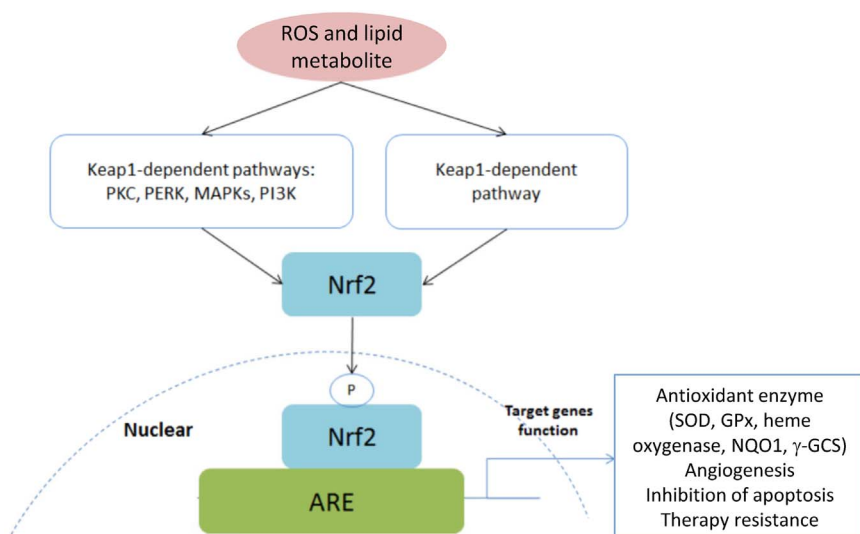 ROS and lipid
metabolite
Keap1-dependent pathways:
PKC, PERK, MAPKs, PI3K
Keap1-dependent
pathway
Nrf2
P
Nuclear
Nrf2
Target genes
function
ARE
Antioxidant enzyme
(SOD, GPx, heme
oxygenase, NQO1, γ-GCS)
Angiogenesis
Inhibition of apoptosis
Therapy resistance